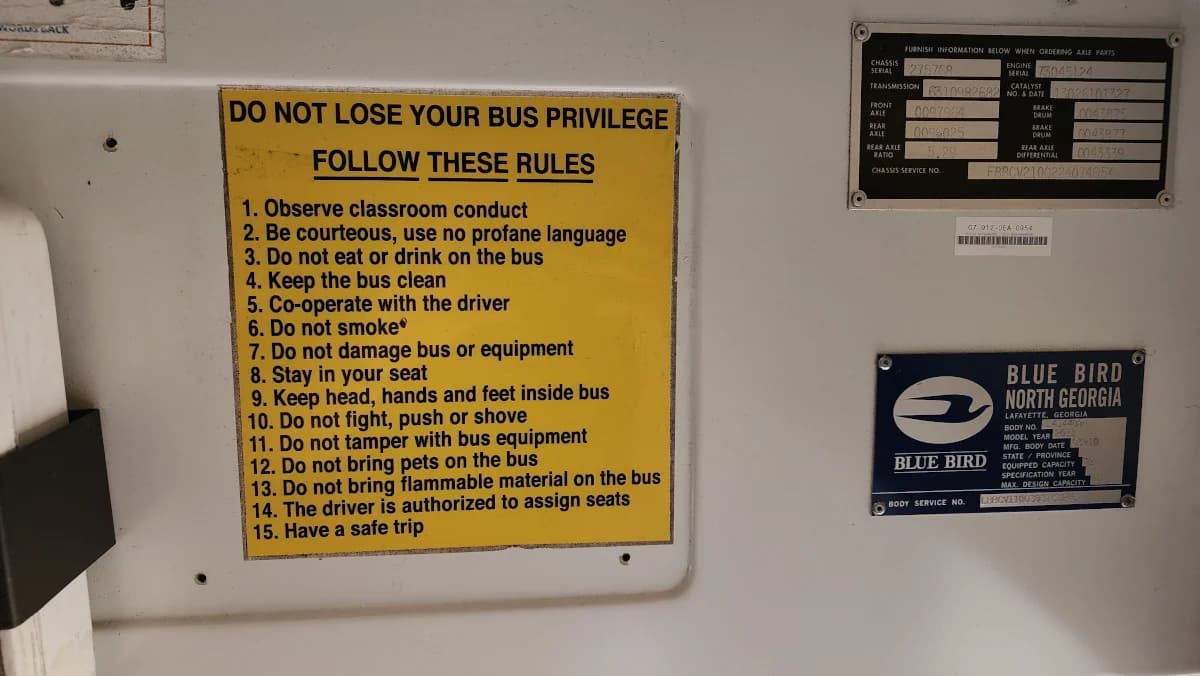 BACK
DO NOT LOSE YOUR BUS PRIVILEGE
FOLLOW THESE RULES
1. Observe classroom conduct
2. Be courteous, use no profane language
3. Do not eat or drink on the bus
4. Keep the bus clean
5. Co-operate with the driver
6. Do not smoke
7. Do not damage bus or equipment
8. Stay in your seat
9. Keep head, hands and feet inside bus
10. Do not fight, push or shove
11. Do not tamper with bus equipment
12. Do not bring pets on the bus
13. Do not bring flammable material on the bus
14. The driver is authorized to assign seats
15. Have a safe trip
FURNISH INFORMATION BELOW WHEN ORDERING AXLE PARTS
CHASSIS SERIAL
ENGINE SERIAL
TRANSMISSION
CATALYST NO. & DATE
FRONT AXLE
BRAKE DRUM
REAR AXLE
BRAKE DRUM
REAR AXLE RATIO 5.29
REAR AXLE DIFFERENTIAL
CHASSIS SERVICE NO.
BLUE BIRD
NORTH GEORGIA
LAFAYETTE, GEORGIA
BODY NO.
MODEL YEAR
MFG. BODY DATE
STATE / PROVINCE
EQUIPPED CAPACITY
SPECIFICATION YEAR
MAX. DESIGN CAPACITY
BLUE BIRD
BODY SERVICE NO.